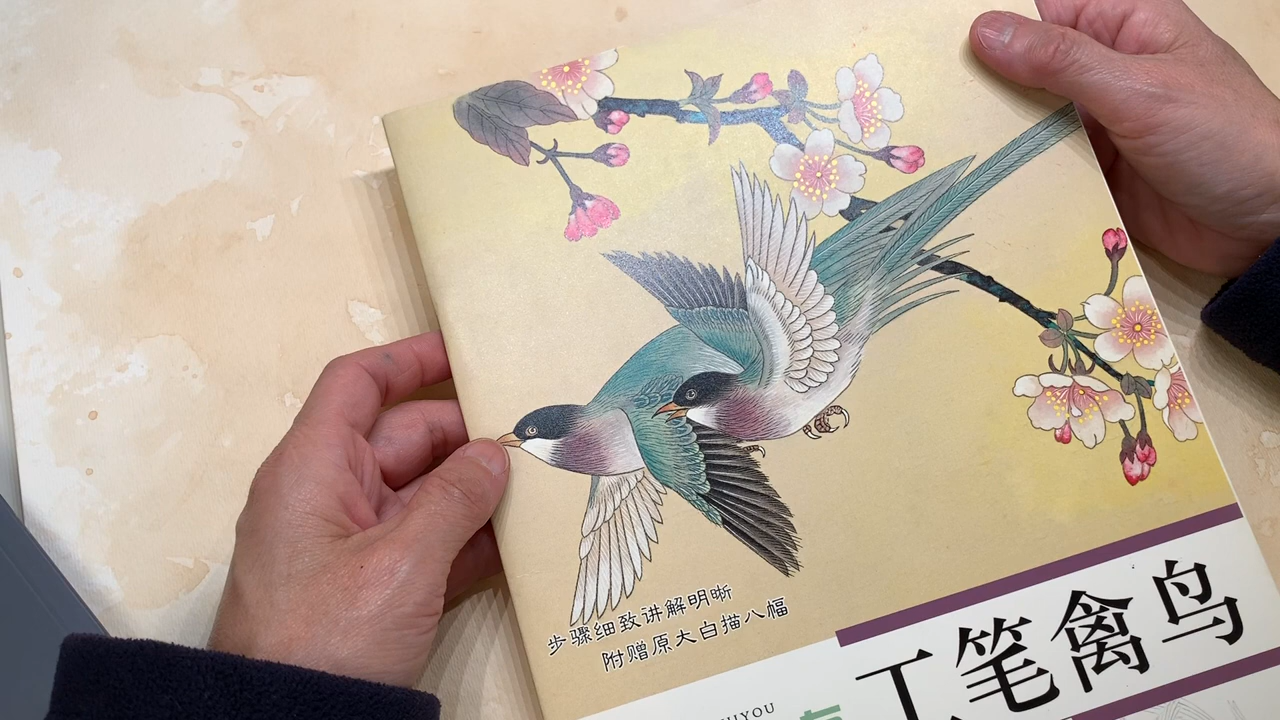 步骤细致讲解明晰
附赠原大白描八幅
工笔禽鸟